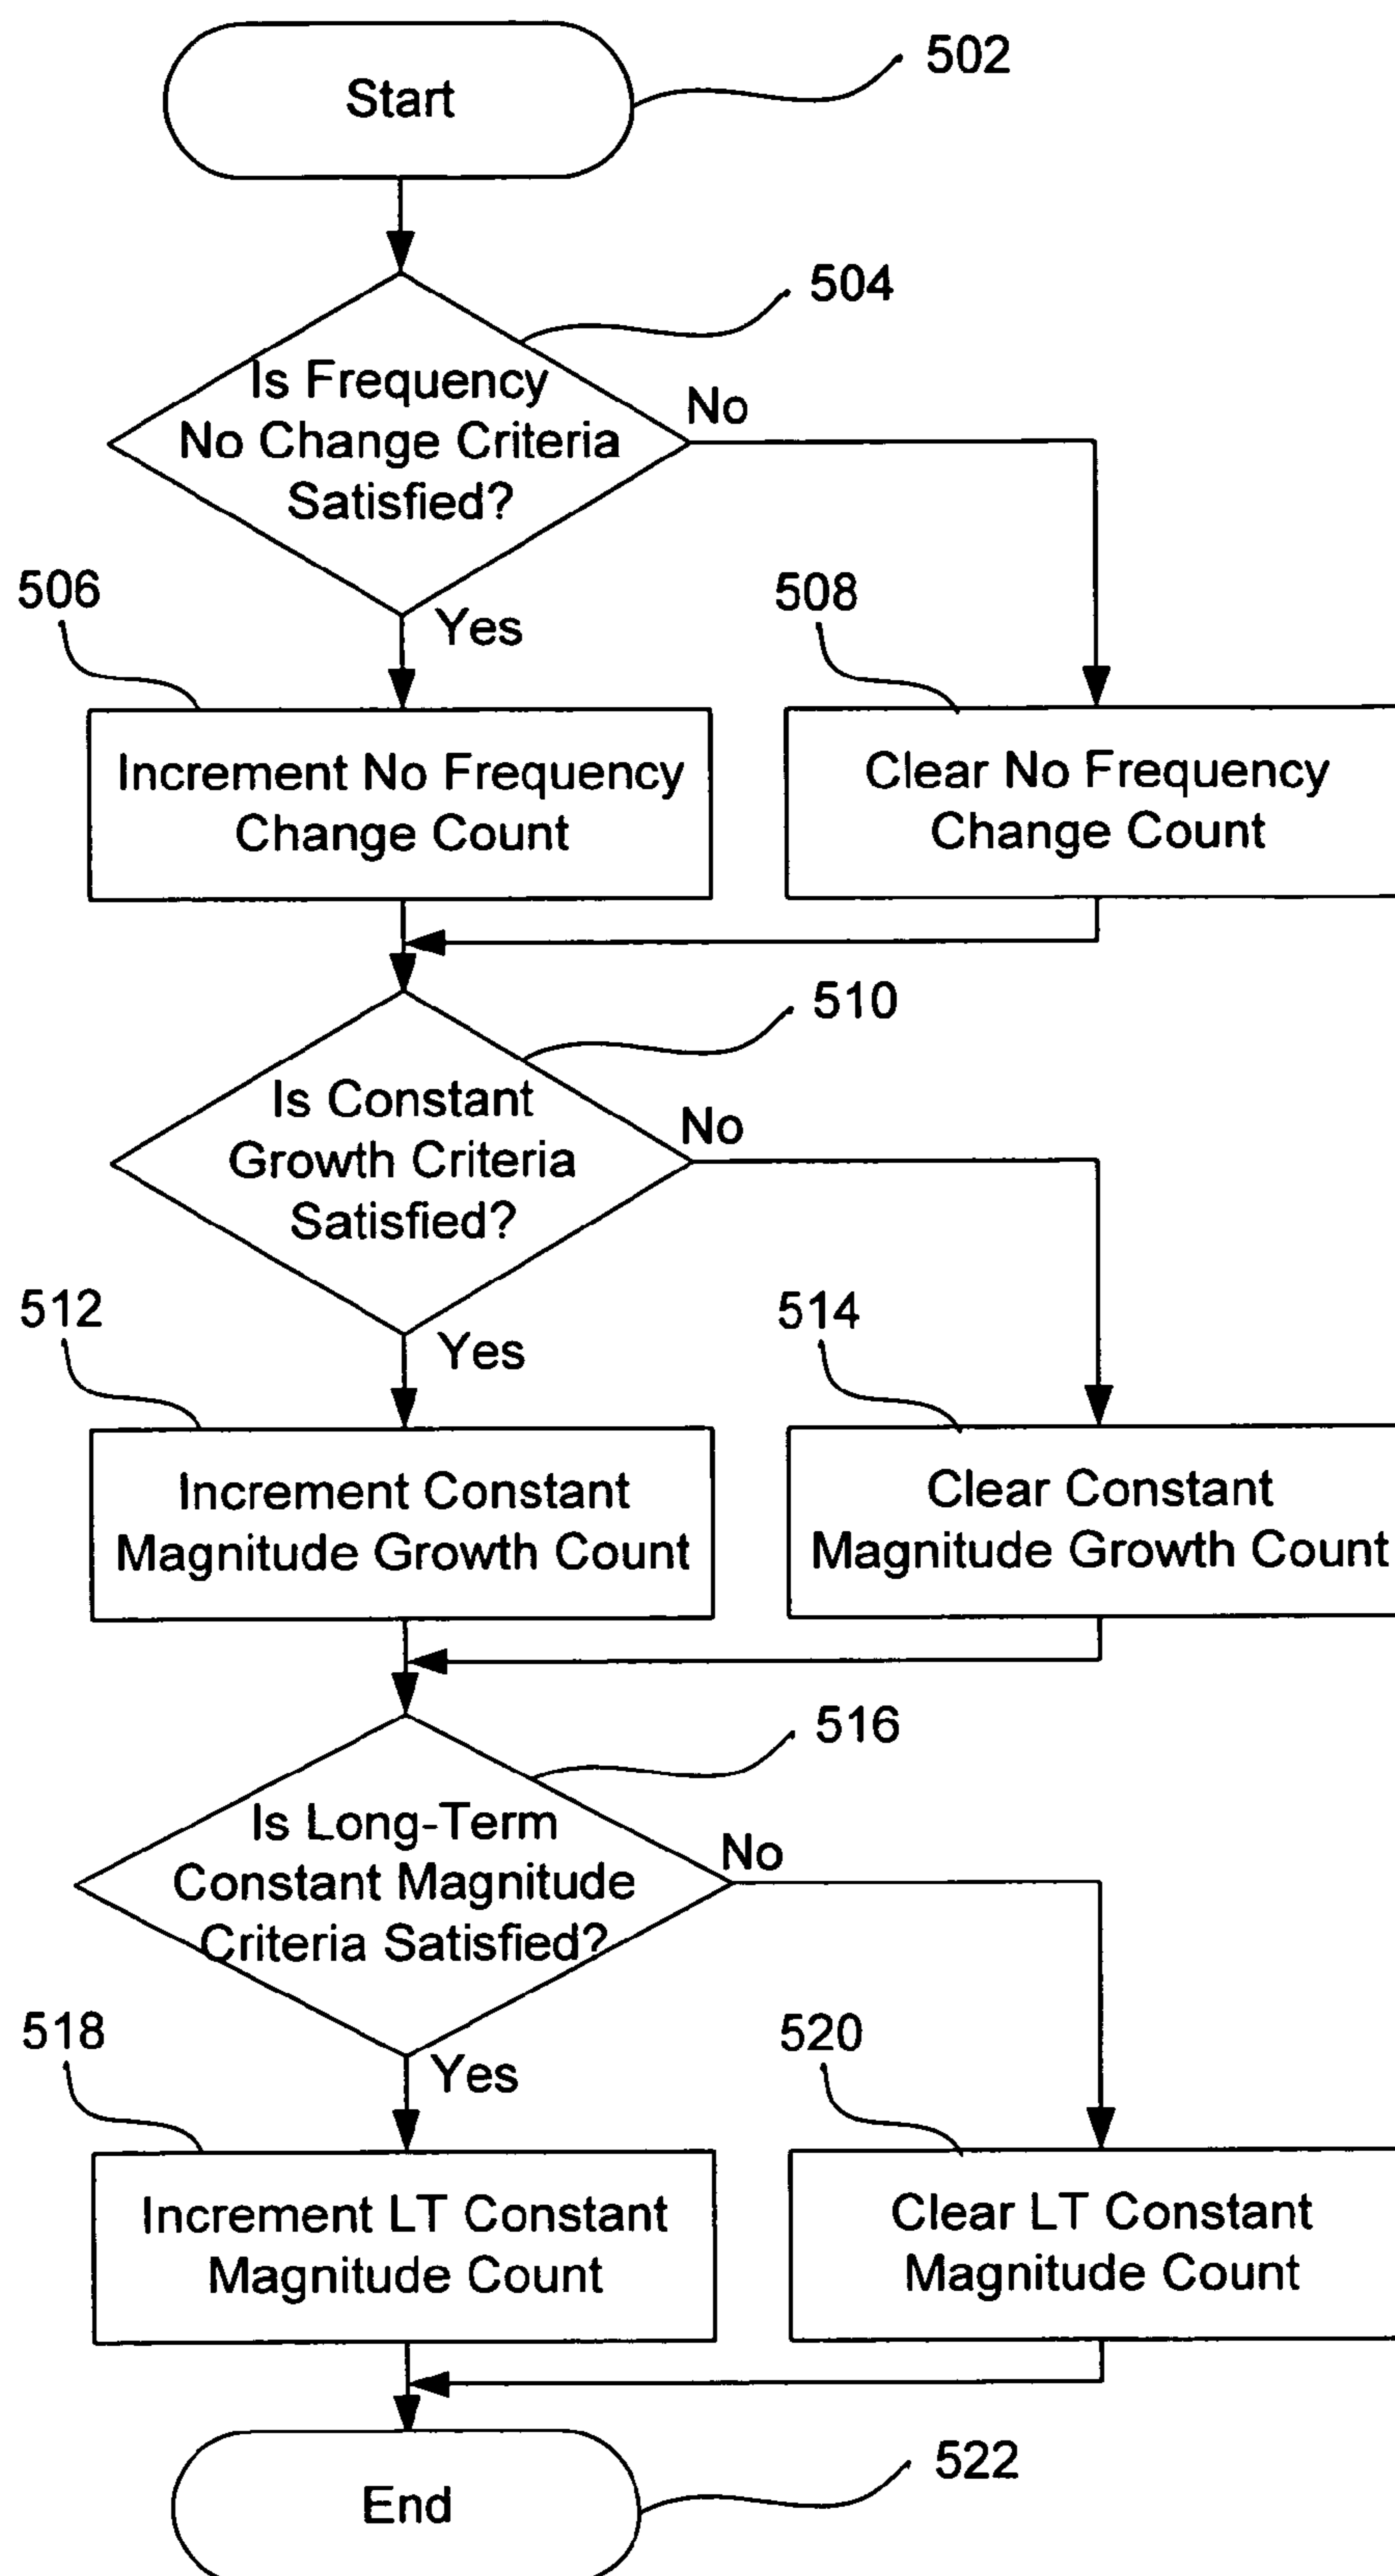 Start
502
504
Is Frequency
No Change Criteria
Satisfied?
No
506
Yes
508
Increment No Frequency
Change Count
Clear No Frequency
Change Count
510
Is Constant
Growth Criteria
Satisfied?
No
512
Yes
514
Increment Constant
Magnitude Growth Count
Clear Constant
Magnitude Growth Count
516
Is Long-Term
Constant Magnitude
Criteria Satisfied?
No
518
Yes
520
Increment LT Constant
Magnitude Count
Clear LT Constant
Magnitude Count
End
522